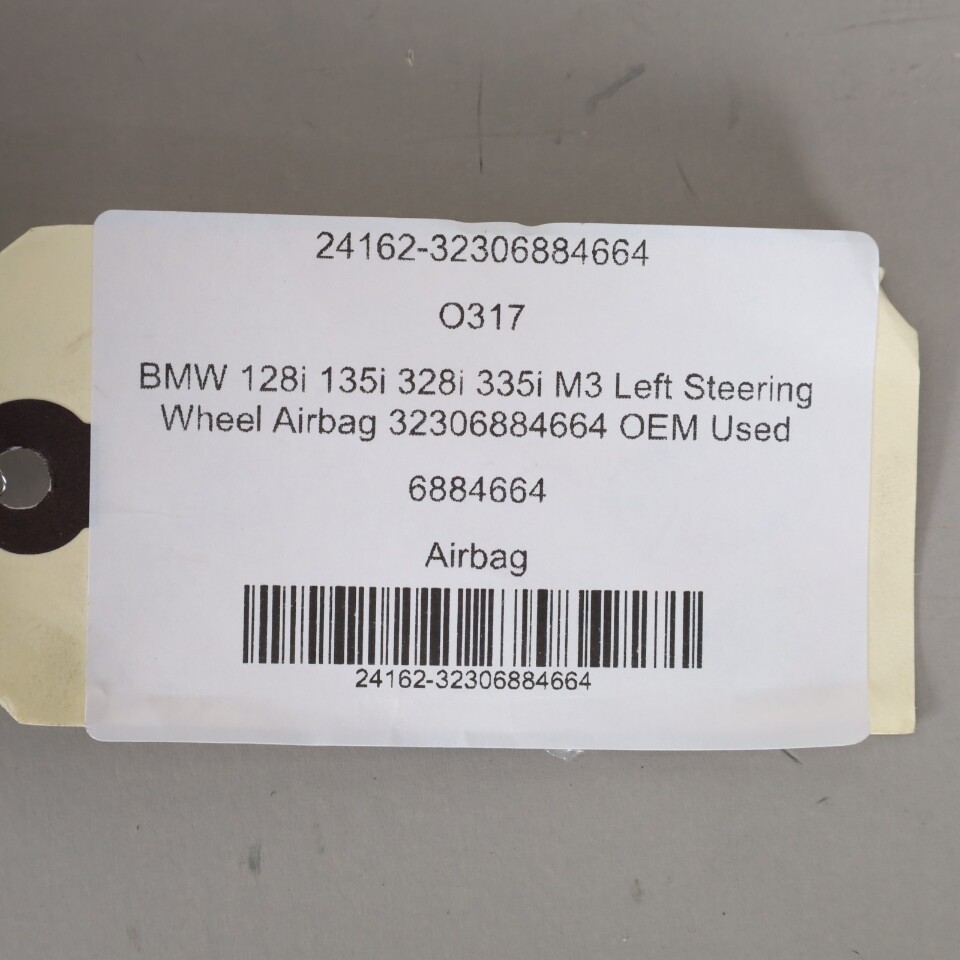 24162-32306884664
O317
BMW 128i 135i 328i 335i M3 Left Steering
Wheel Airbag 32306884664 OEM Used
6884664
Airbag
24162-32306884664